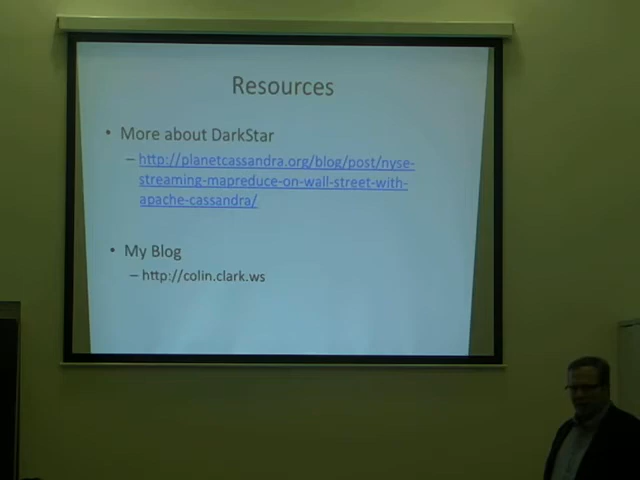 Resources
• More about DarkStar
– http://planetcassandra.org/blog/post/nyse-
streaming-mapreduce-on-wall-street-with-
apache-cassandra/
• My Blog
– http://colin.clark.ws